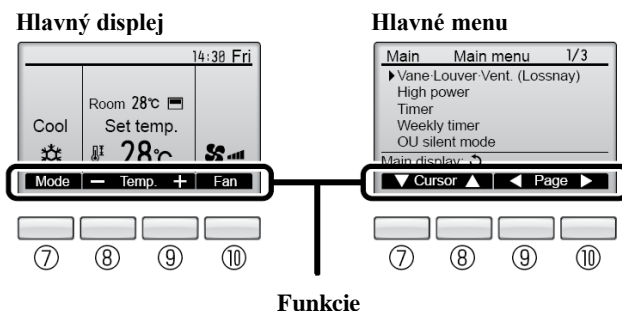 Hlavný displej
14:30 Fri
Room 28°C
Cool Set temp.
28°C
Mode − Temp. + Fan
⑦ ⑧ ⑨ ⑩
Hlavné menu
Main Main menu 1/3
▶Vane·Louver·Vent. (Lossnay)
High power
Timer
Weekly timer
OU silent mode
Main display: ↺
▼ Cursor ▲ ◀ Page ▶
⑦ ⑧ ⑨ ⑩
Funkcie